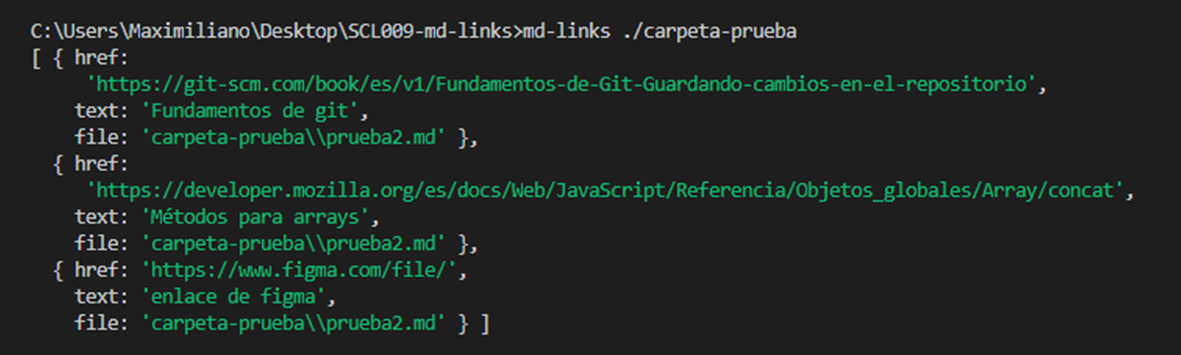 C:\Users\Maximiliano\Desktop\SCL009-md-links>md-links ./carpeta-prueba
[ { href:
'https://git-scm.com/book/es/v1/Fundamentos-de-Git-Guardando-cambios-en-el-repositorio',
text: 'Fundamentos de git',
file: 'carpeta-prueba\\prueba2.md' },
{ href:
'https://developer.mozilla.org/es/docs/Web/JavaScript/Referencia/Objetos_globales/Array/concat',
text: 'Métodos para arrays',
file: 'carpeta-prueba\\prueba2.md' },
{ href: 'https://www.figma.com/file/',
text: 'enlace de figma',
file: 'carpeta-prueba\\prueba2.md' } ]